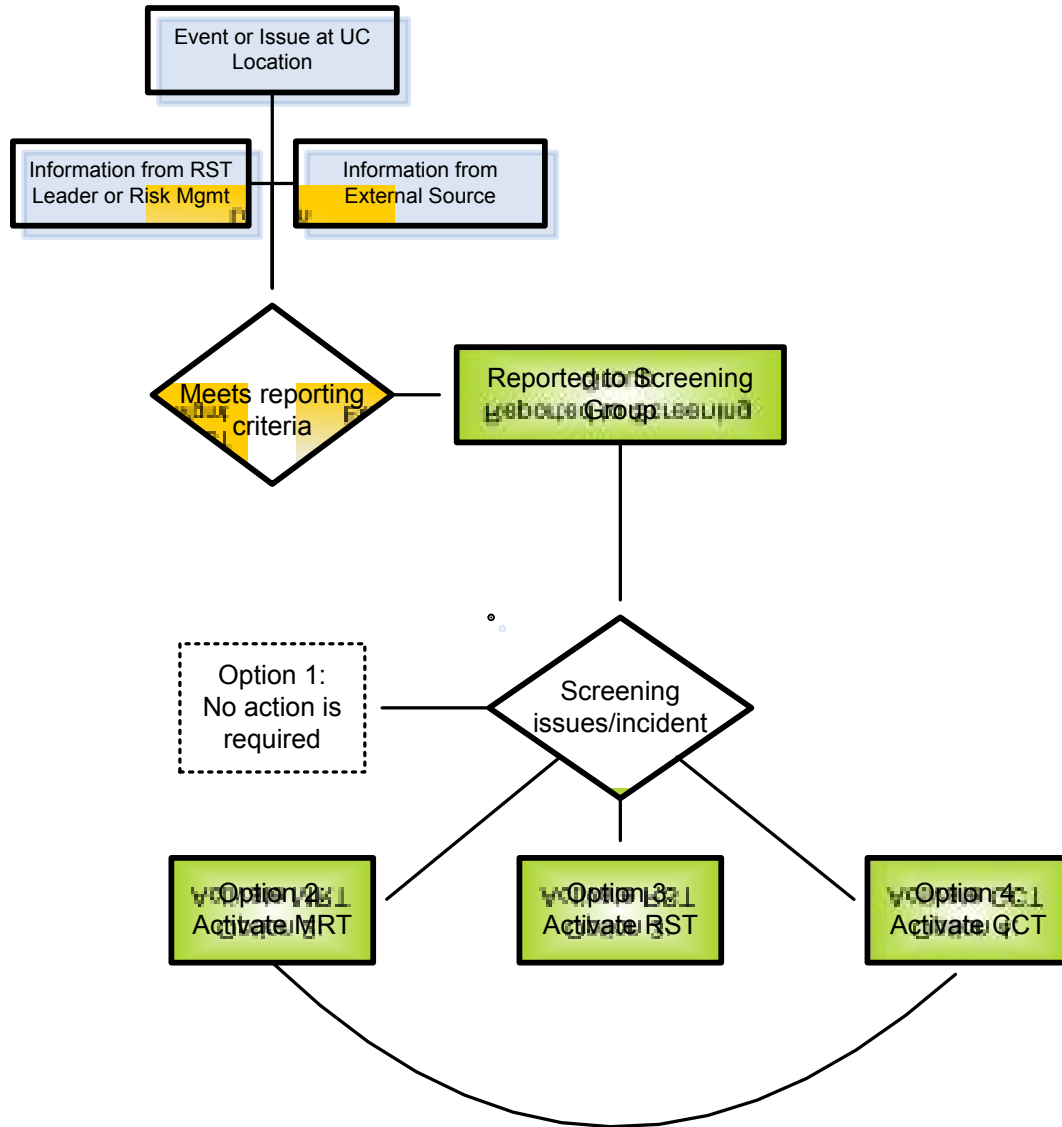 Event or Issue at UC
Location
Information from RST
Leader or Risk Mgmt
Information from
External Source
Meets reporting
criteria
Reported to Screening
Group
Option 1:
No action is
required
Screening
issues/incident
Option 2:
Activate MRT
Option 3:
Activate RST
Option 4:
Activate CCT